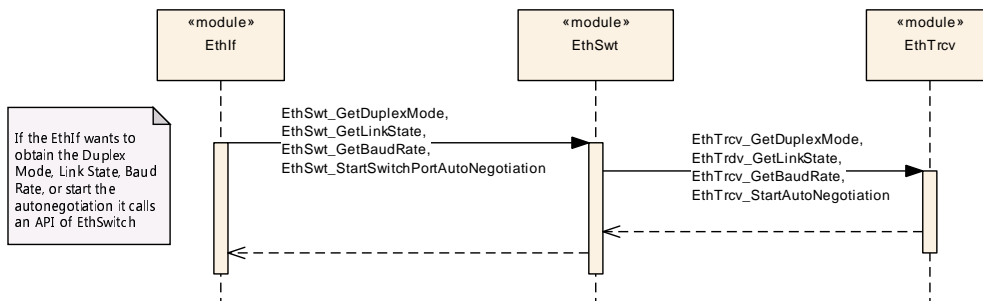 «module»
EthIf
«module»
EthSwt
«module»
EthTrcv
If the EthIf wants to
obtain the Duplex
Mode, Link State, Baud
Rate, or start the
autonegotiation it calls
an API of EthSwitch
EthSwt_GetDuplexMode,
EthSwt_GetLinkState,
EthSwt_GetBaudRate,
EthSwt_StartSwitchPortAutoNegotiation
EthTrcv_GetDuplexMode,
EthTrdv_GetLinkState,
EthTrcv_GetBaudRate,
EthTrcv_StartAutoNegotiation